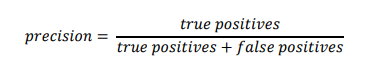 precision = true positives / true positives + false positives